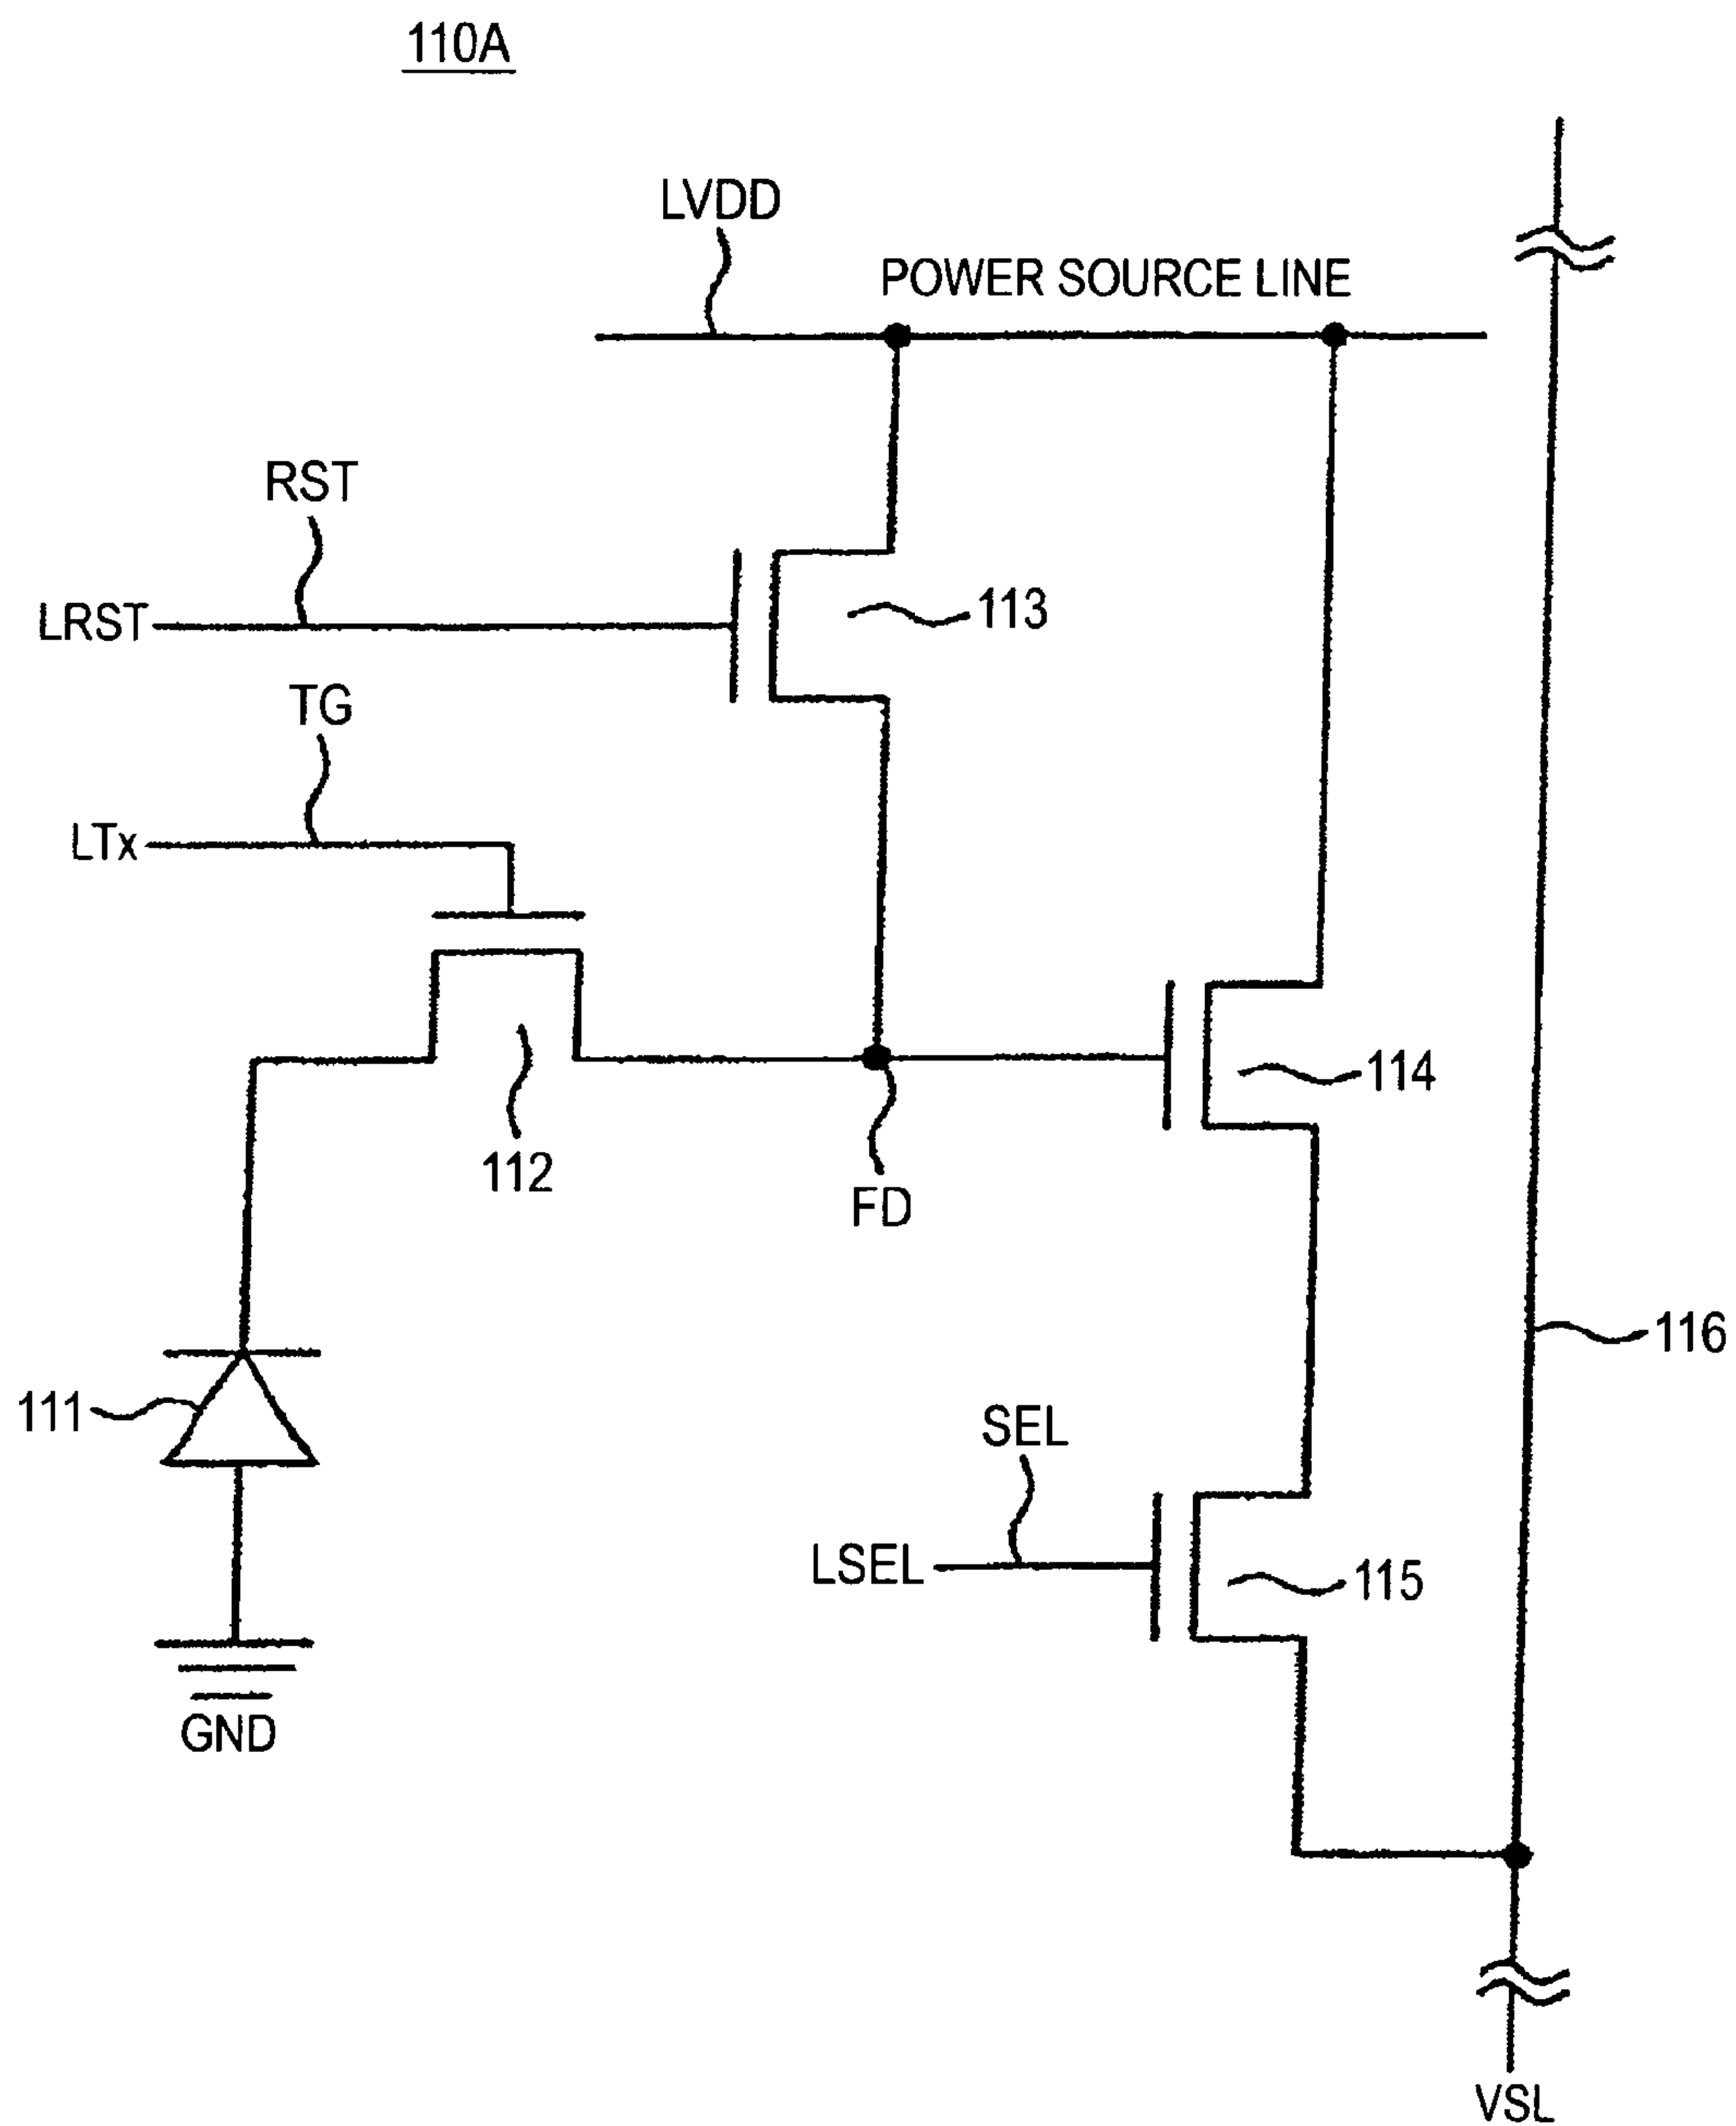 110A
LVDD
POWER SOURCE LINE
RST
LRST
113
TG
LTx
114
112
FD
116
111
SEL
LSEL
115
GND
VSL